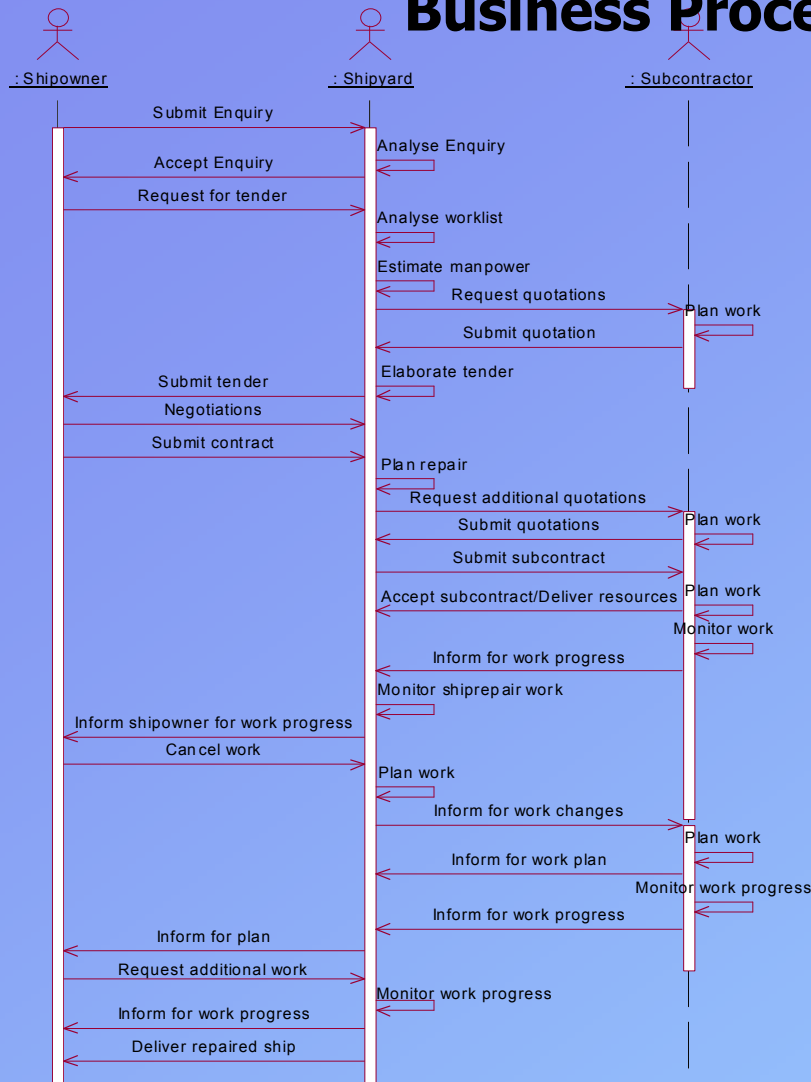 Business Proce
: Shipowner
: Shipyard
: Subcontractor
Submit Enquiry
Analyse Enquiry
Accept Enquiry
Request for tender
Analyse worklist
Estimate manpower
Request quotations
Plan work
Submit quotation
Elaborate tender
Submit tender
Negotiations
Submit contract
Plan repair
Request additional quotations
Plan work
Submit quotations
Submit subcontract
Plan work
Accept subcontract/Deliver resources
Monitor work
Inform for work progress
Monitor shiprepair work
Inform shipowner for work progress
Cancel work
Plan work
Inform for work changes
Plan work
Inform for work plan
Monitor work progress
Inform for work progress
Inform for plan
Request additional work
Monitor work progress
Inform for work progress
Deliver repaired ship